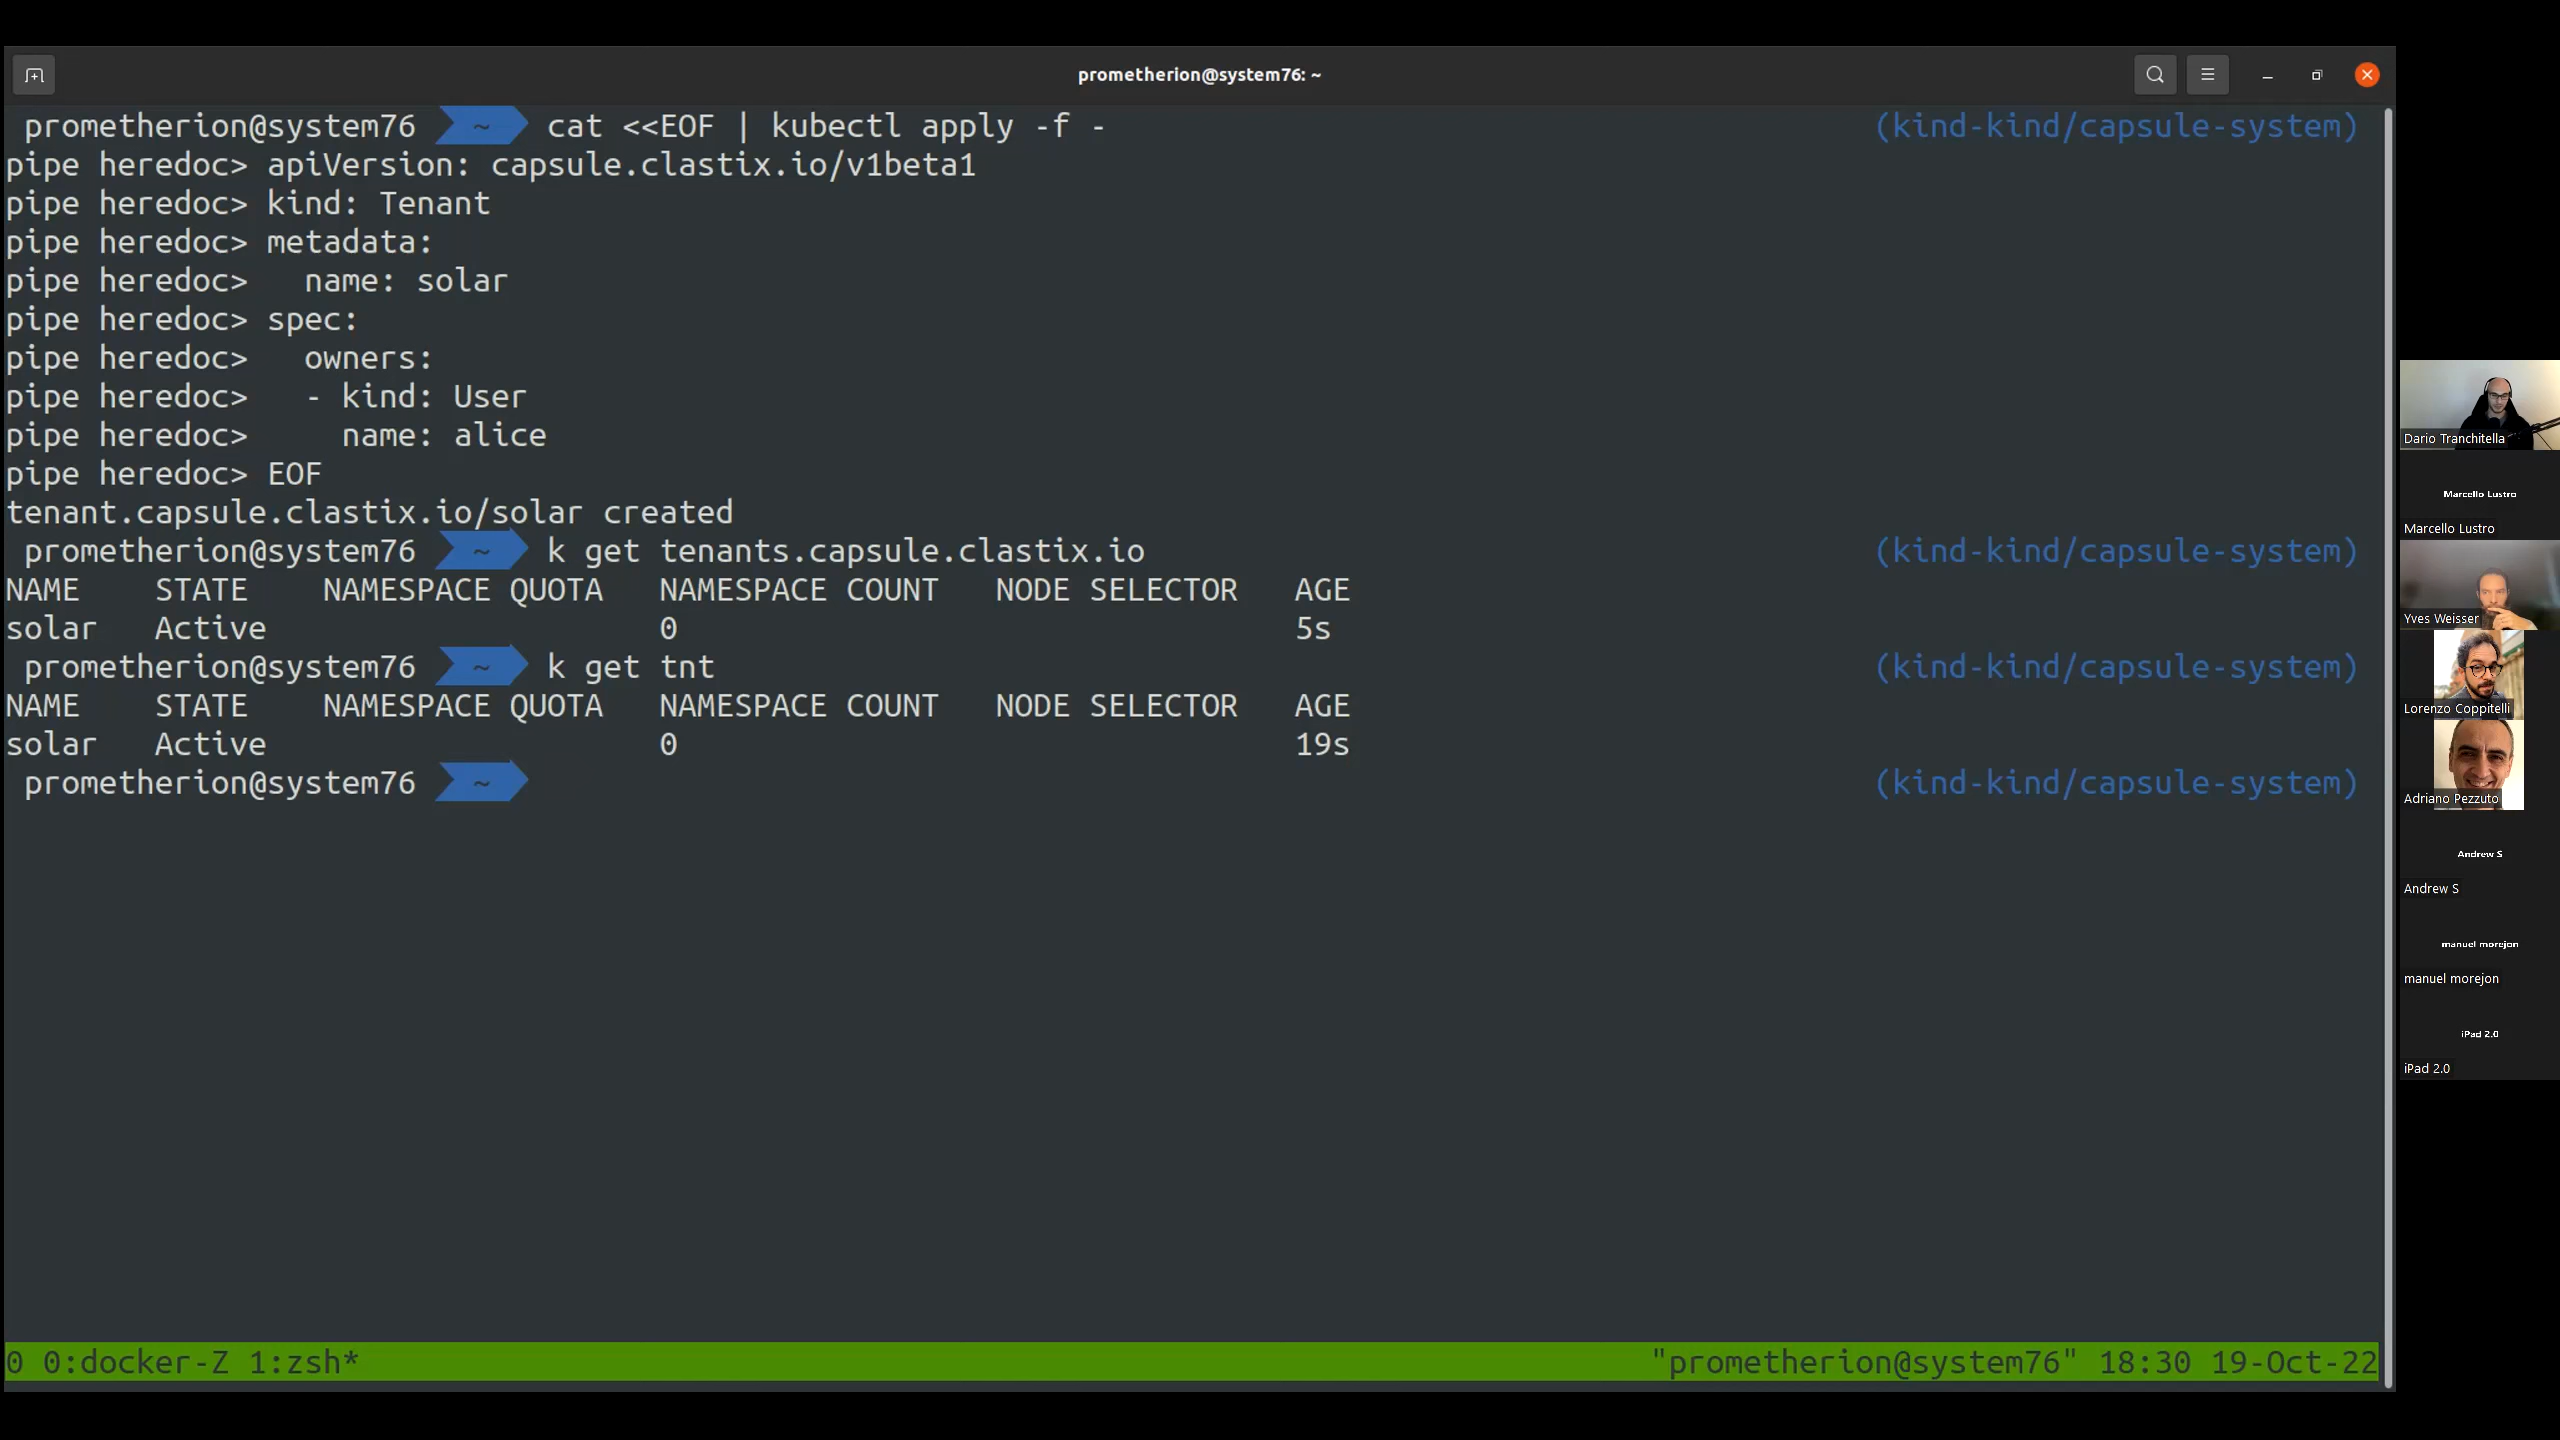 prometherion@system76: ~
prometherion@system76 ~ cat <<EOF | kubectl apply -f - (kind-kind/capsule-system)
pipe heredoc> apiVersion: capsule.clastix.io/v1beta1
pipe heredoc> kind: Tenant
pipe heredoc> metadata:
pipe heredoc>   name: solar
pipe heredoc> spec:
pipe heredoc>   owners:
pipe heredoc>   - kind: User
pipe heredoc>     name: alice
pipe heredoc> EOF
tenant.capsule.clastix.io/solar created
prometherion@system76 ~ k get tenants.capsule.clastix.io (kind-kind/capsule-system)
NAME    STATE    NAMESPACE QUOTA   NAMESPACE COUNT   NODE SELECTOR   AGE
solar   Active                     0                                 5s
prometherion@system76 ~ k get tnt (kind-kind/capsule-system)
NAME    STATE    NAMESPACE QUOTA   NAMESPACE COUNT   NODE SELECTOR   AGE
solar   Active                     0                                 19s
prometherion@system76 ~ (kind-kind/capsule-system)
0 0:docker-Z 1:zsh* "prometherion@system76" 18:30 19-Oct-22
Dario Tranchitella
Marcello Lustro
Marcello Lustro
Yves Weisser
Lorenzo Coppitelli
Adriano Pezzuto
Andrew S
Andrew S
manuel morejon
manuel morejon
iPad 2.0
iPad 2.0